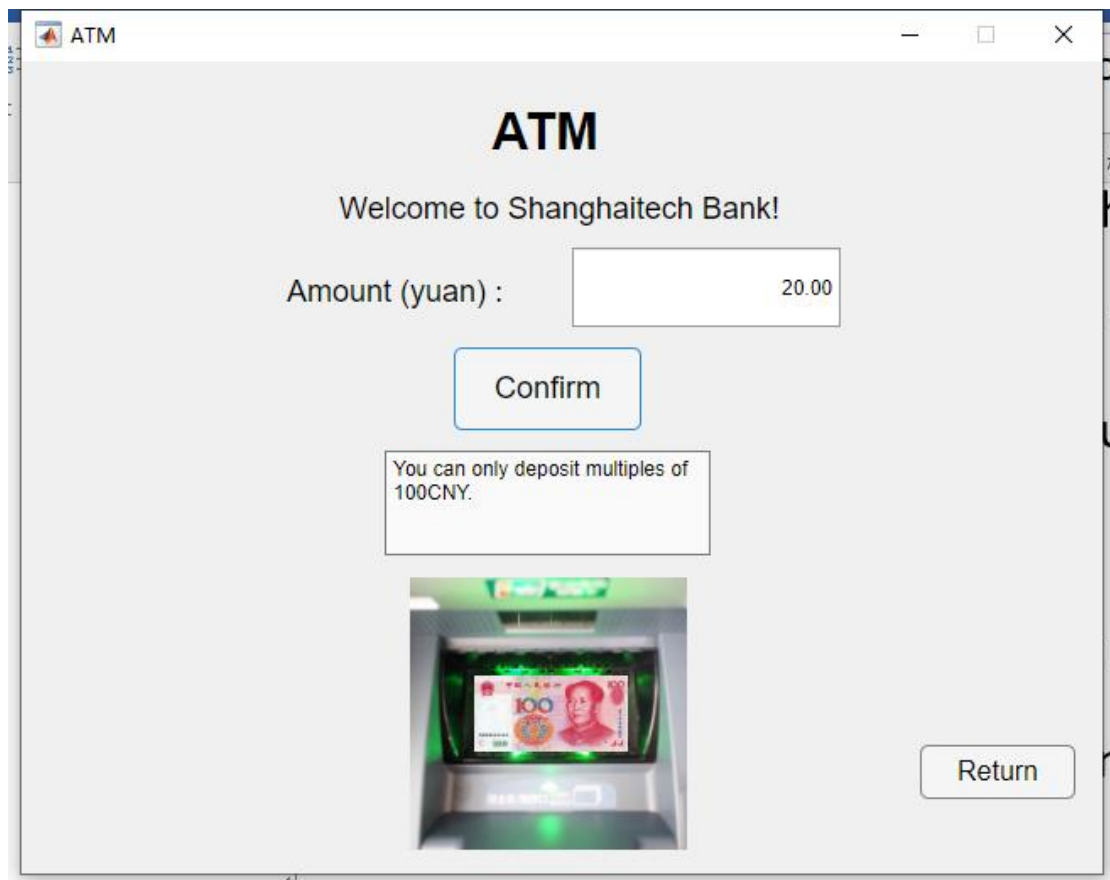 ATM
ATM
Welcome to Shanghaitech Bank!
Amount (yuan) :
20.00
Confirm
You can only deposit multiples of
100CNY.
100
100
Return